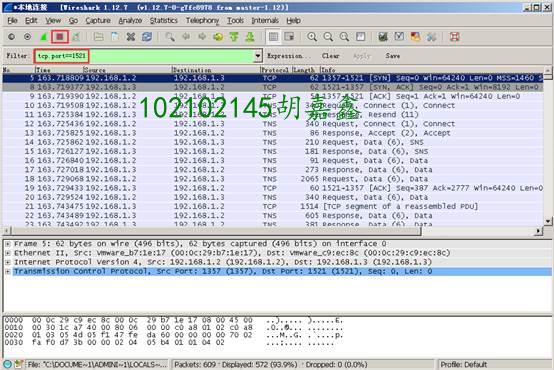 *本地连接 [Wireshark 1.12.7 (v1.12.7-0-g7fc8978 from master-1.12)]
File Edit View Go Capture Analyze Statistics Telephony Tools Internals Help
Filter: tcp.port==1521 Expression... Clear Apply Save
No. Time Source Destination Protocol Length Info
5 163.718809 192.168.1.2 192.168.1.3 TCP 62 1357→1521 [SYN] Seq=0 Win=64240 Len=0 MSS=1460 S
8 163.719377 192.168.1.3 192.168.1.2 TCP 62 1521→1357 [SYN, ACK] Seq=0 Ack=1 Win=8192 Len=0
9 163.719390 192.168.1.2 192.168.1.3 [ACK] Seq=1 Ack=1 Win=64240 Len=0
10 163.719508 192.168.1.2 192.168.1.3 TNS 340 Request, Connect (1), Connect
11 163.725384 192.168.1.3 192.168.1.2 Response, Resend (11)
12 163.725436 192.168.1.2 192.168.1.3 TNS 340 Request, Connect (1), Connect
13 163.725825 192.168.1.3 192.168.1.2 TNS 86 Response, Accept (2), Accept
14 163.725862 192.168.1.2 192.168.1.3 TNS 210 Request, Data (6), SNS
15 163.726629 192.168.1.3 192.168.1.2 TNS 181 Response, Data (6), SNS
16 163.726840 192.168.1.2 192.168.1.3 TNS 91 Request, Data (6), Data
17 163.727018 192.168.1.3 192.168.1.2 TNS 273 Response, Data (6), Data
18 163.729068 192.168.1.3 192.168.1.2 TNS 2065 Request, Data (6), Data
19 163.729433 192.168.1.3 192.168.1.2 TCP 60 1521→1357 [ACK] Seq=387 Ack=2777 Win=64240 Len=0
20 163.729524 192.168.1.2 192.168.1.3 TNS 340 Request, Data (6), Data
21 163.743475 192.168.1.3 192.168.1.2 TCP 1514 [TCP segment of a reassembled PDU]
22 163.743476 192.168.1.3 192.168.1.2 TNS 605 Response, Data (6), Data
23 163.743489 192.168.1.2 192.168.1.3
102102145胡嘉鑫
Frame 5: 62 bytes on wire (496 bits), 62 bytes captured (496 bits) on interface 0
Ethernet II, Src: Vmware_b7:1e:17 (00:0c:29:b7:1e:17), Dst: Vmware_c9:ec:8c (00:0c:29:c9:ec:8c)
Internet Protocol Version 4, Src: 192.168.1.2 (192.168.1.2), Dst: 192.168.1.3 (192.168.1.3)
Transmission Control Protocol, Src Port: 1357 (1357), Dst Port: 1521 (1521), Seq: 0, Len: 0
0000 00 0c 29 c9 ec 8c 00 0c 29 b7 1e 17 08 00 45 00
0010 00 30 1c a7 40 00 80 06 00 00 c0 a8 01 02 c0 a8
0020 01 03 05 4d 05 f1 47 fe da 60 00 00 00 00 70 02
0030 fa f0 d7 3b 00 00 02 04 05 b4 01 01 04 02
File: "C:\DOCUME~1\ADMINI~1\LOCALS~... Packets: 609 · Displayed: 572 (93.9%) · Dropped: 0 (0.0%) Profile: Default